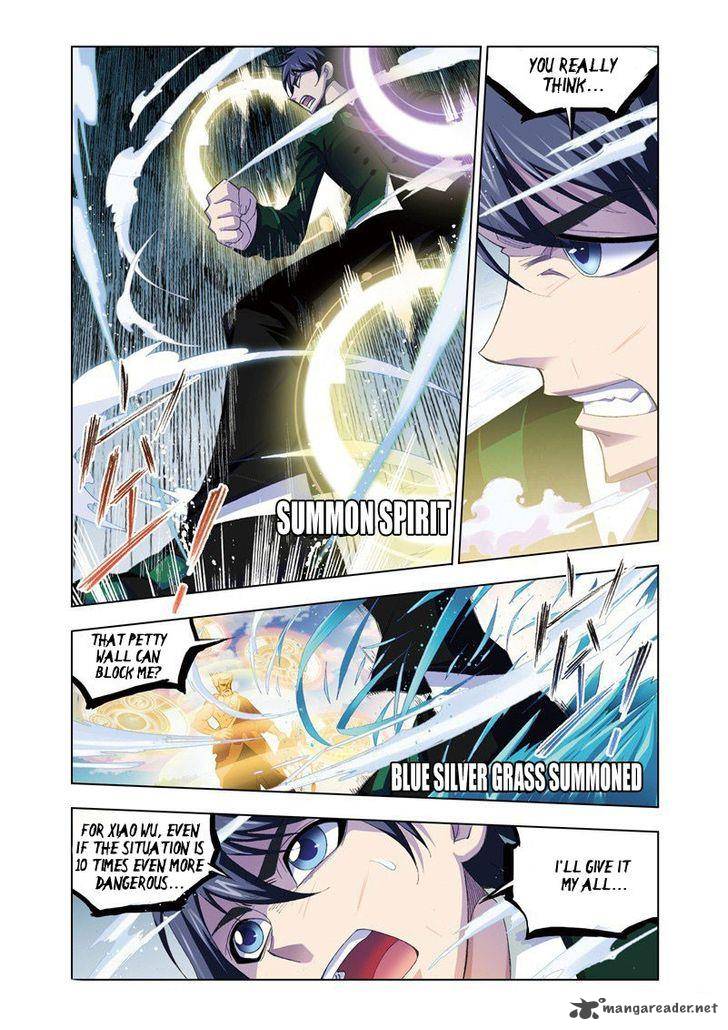 YOU REALLY
THINK...
SUMMON SPIRIT
THAT PETTY
WALL CAN
BLOCK ME?
BLUE SILVER GRASS SUMMONED
FOR XIAO WU, EVEN
IF THE SITUATION IS
10 TIMES EVEN MORE
DANGEROUS...
I'LL GIVE IT
MY ALL...
mangareader.net